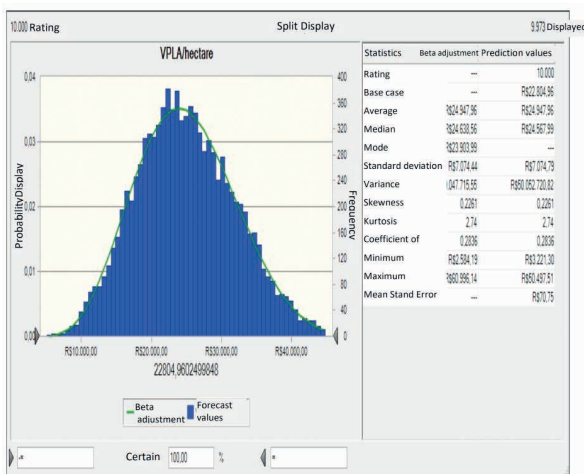 10.000 Rating
Split Display
9.973 Displayed
VPLA/hectare
0,04
0,03
0,02
0,01
0,00
Probability Display
400
360
320
280
240
200
160
120
80
40
0
Frequency
R$10.000,00 R$20.000,00 R$30.000,00 R$40.000,00
22804,9602499848
Beta adjustment
Forecast values
Statistics Beta adjustment Prediction values
Rating --- 10.000
Base case --- R$22.804,96
Average R$24.947,96 R$24.947,96
Median R$24.638,56 R$24.567,99
Mode R$23.903,99 ---
Standard deviation R$7.074,44 R$7.074,79
Variance .047.715,55 R$50.052.720,82
Skewness 0,2261 0,2261
Kurtosis 2,74 2,74
Coefficient of 0,2836 0,2836
Minimum R$2.584,19 R$3.221,30
Maximum R$60.996,14 R$50.497,51
Mean Stand Error --- R$70,75
Certain 100,00 %